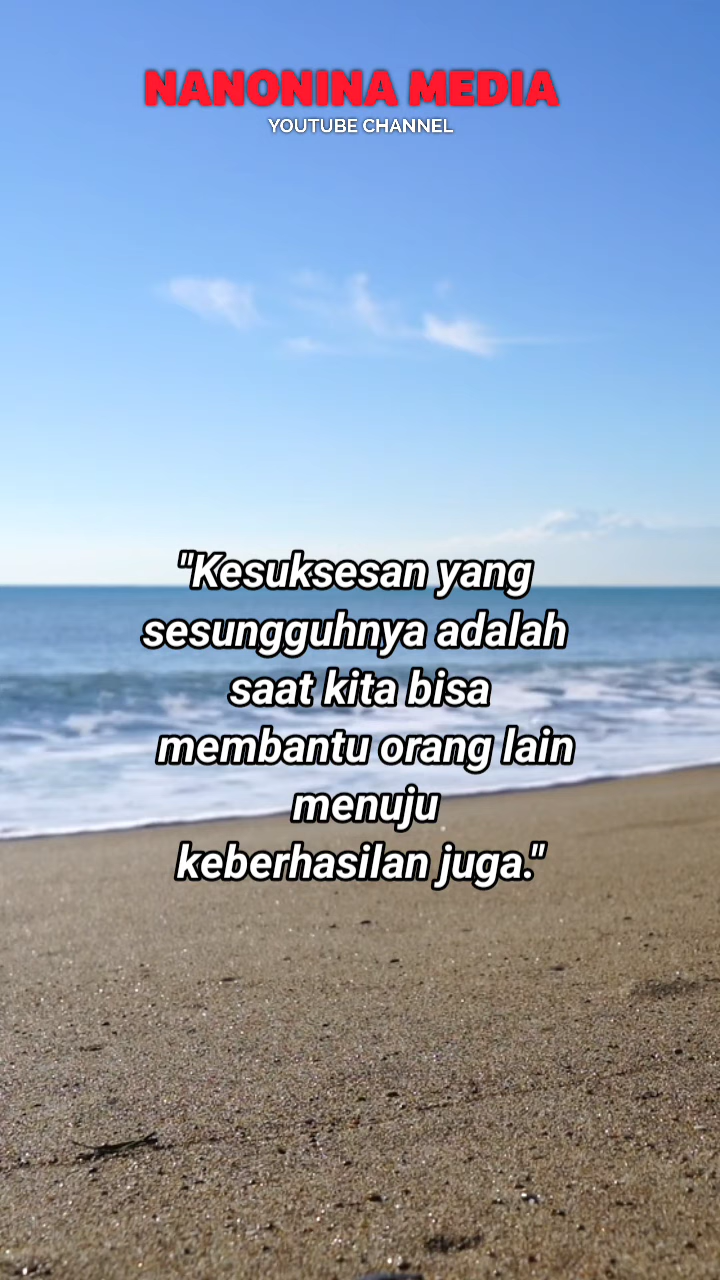 NANONINA MEDIA
YOUTUBE CHANNEL
"Kesuksesan yang
sesungguhnya adalah
saat kita bisa
membantu orang lain
menuju
keberhasilan juga."